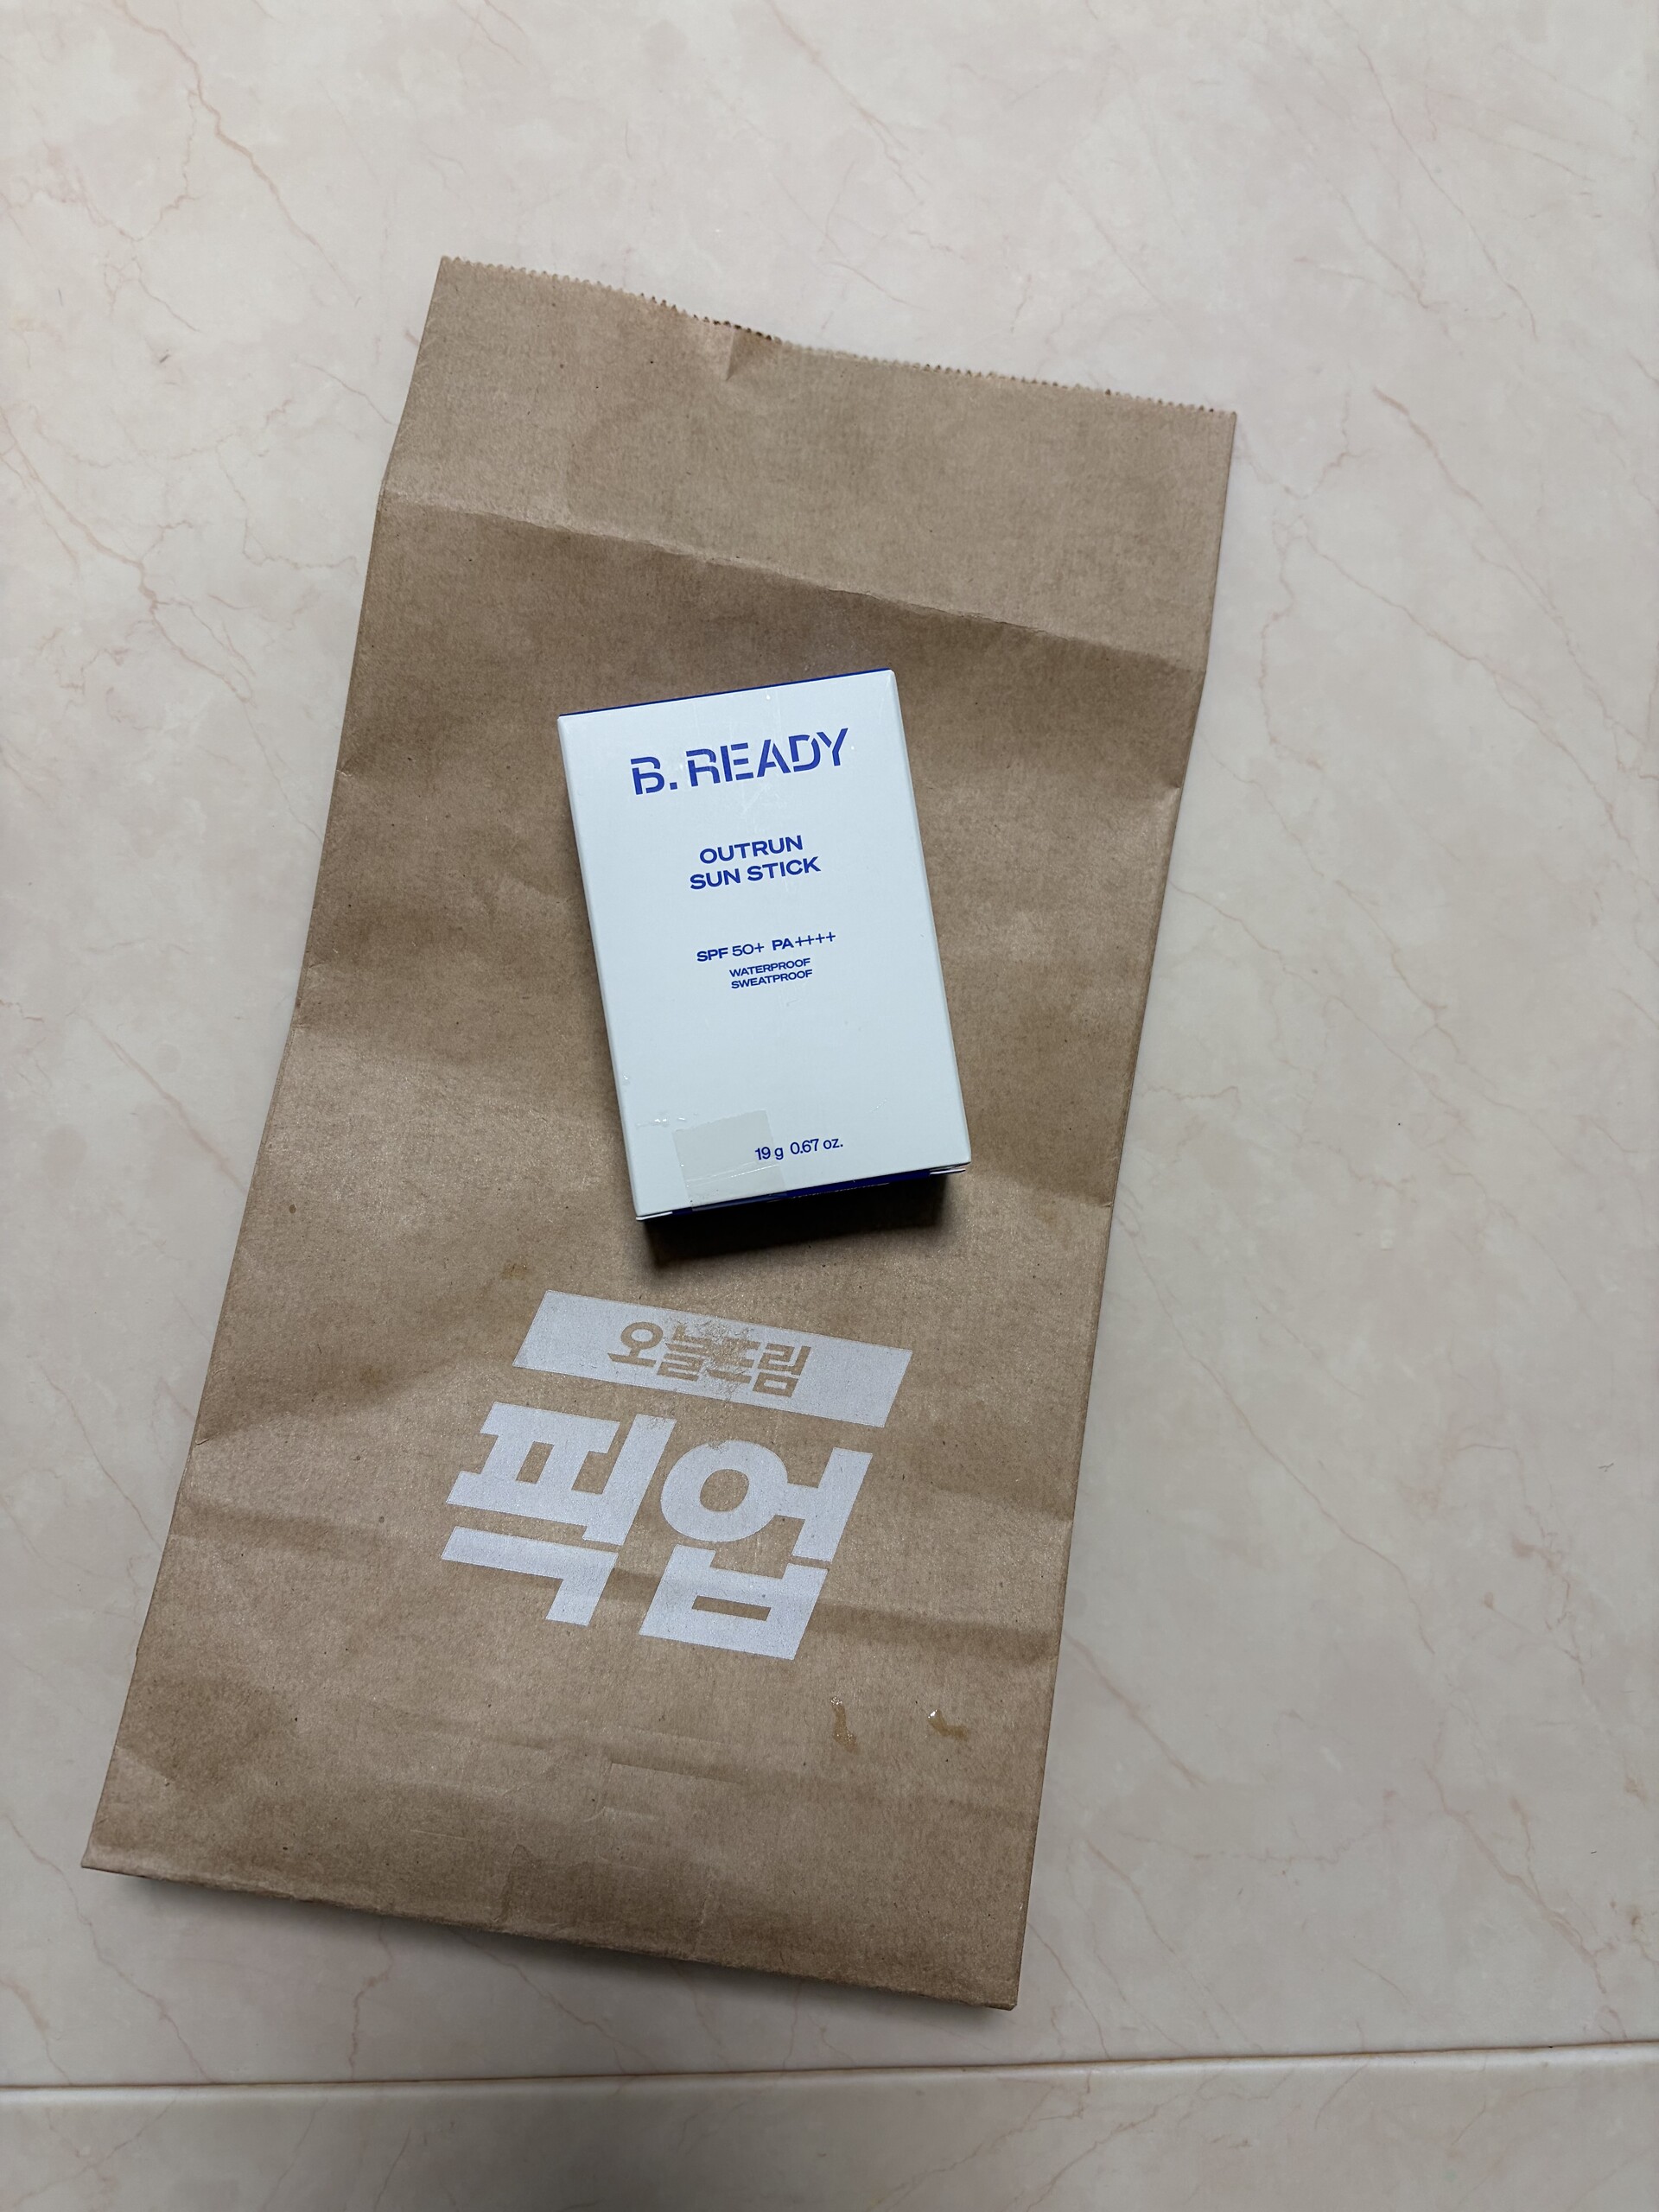 B. READY
OUTRUN
SUN STICK
SPF 50+ PA++++
WATERPROOF
SWEATPROOF
19 g 0.67 oz.
오늘드림
픽업